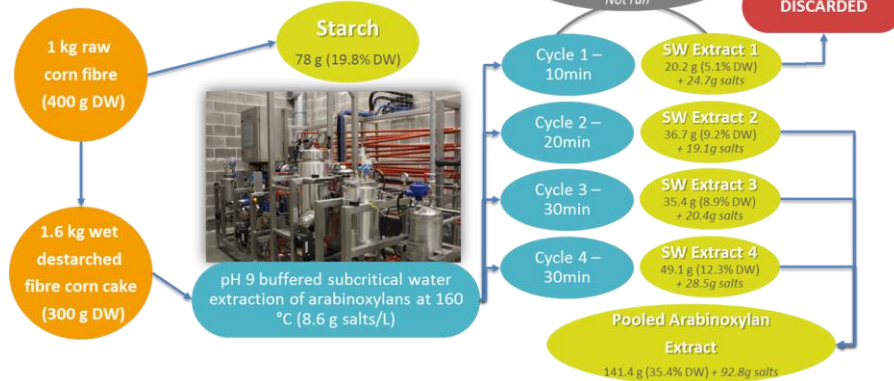 Not run
DISCARDED
1 kg raw
corn fibre
(400 g DW)
Starch
78 g (19.8% DW)
Cycle 1 –
10min
SW Extract 1
20.2 g (5.1% DW)
+ 24.7g salts
Cycle 2 –
20min
SW Extract 2
36.7 g (9.2% DW)
+ 19.1g salts
Cycle 3 –
30min
SW Extract 3
35.4 g (8.9% DW)
+ 20.4g salts
1.6 kg wet
destarched
fibre corn cake
(300 g DW)
Cycle 4 –
30min
SW Extract 4
49.1 g (12.3% DW)
+ 28.5g salts
pH 9 buffered subcritical water
extraction of arabinoxylans at 160
°C (8.6 g salts/L)
Pooled Arabinoxylan
Extract
141.4 g (35.4% DW) + 92.8g salts